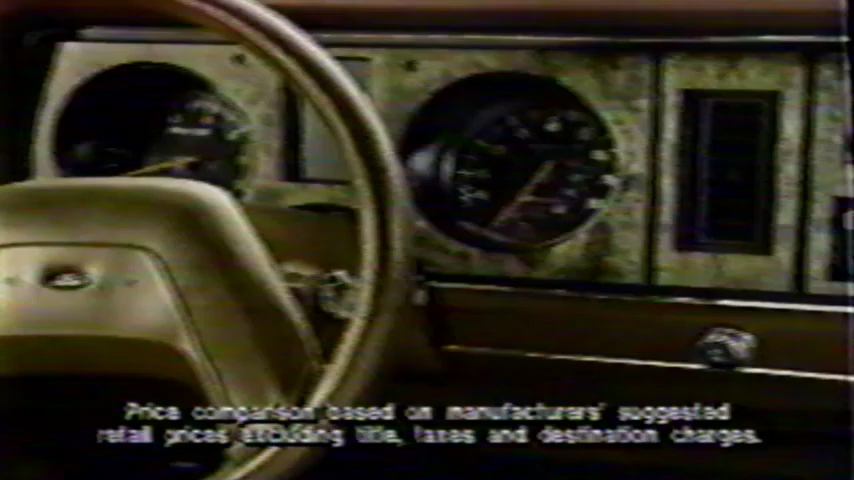 Price comparison based on manufacturers' suggested
retail prices excluding title, taxes and destination charges.